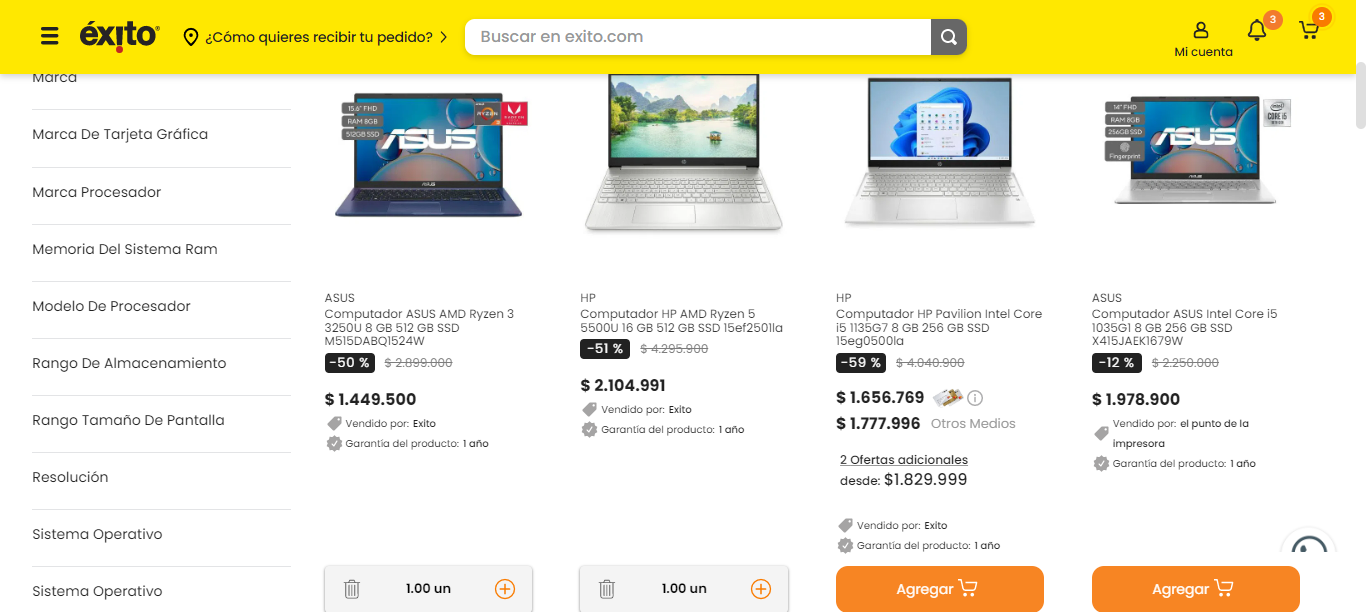 éxito
¿Cómo quieres recibir tu pedido?
Buscar en exito.com
Mi cuenta
3
3
Marca
Marca De Tarjeta Gráfica
Marca Procesador
Memoria Del Sistema Ram
Modelo De Procesador
Rango De Almacenamiento
Rango Tamaño De Pantalla
Resolución
Sistema Operativo
Sistema Operativo
15.6" FHD
RAM 8GB
512GB SSD
ASUS
RYZEN
3
ASUS
Computador ASUS AMD Ryzen 3
3250U 8 GB 512 GB SSD
M515DABQ1524W
-50 % $ 2.899.000
$ 1.449.500
Vendido por: Exito
Garantía del producto: 1 año
1.00 un
HP
Computador HP AMD Ryzen 5
5500U 16 GB 512 GB SSD 15ef2501la
-51 % $ 4.295.900
$ 2.104.991
Vendido por: Exito
Garantía del producto: 1 año
1.00 un
HP
Computador HP Pavilion Intel Core
i5 1135G7 8 GB 256 GB SSD
15eg0500la
-59 % $ 4.040.900
$ 1.656.769
$ 1.777.996 Otros Medios
2 Ofertas adicionales
desde: $1.829.999
Vendido por: Exito
Garantía del producto: 1 año
Agregar
14" FHD
RAM 8GB
256GB SSD
Fingerprint
ASUS
intel
CORE i5
ASUS
Computador ASUS Intel Core i5
1035G1 8 GB 256 GB SSD
X415JAEK1679W
-12 % $ 2.250.000
$ 1.978.900
Vendido por: el punto de la
impresora
Garantía del producto: 1 año
Agregar